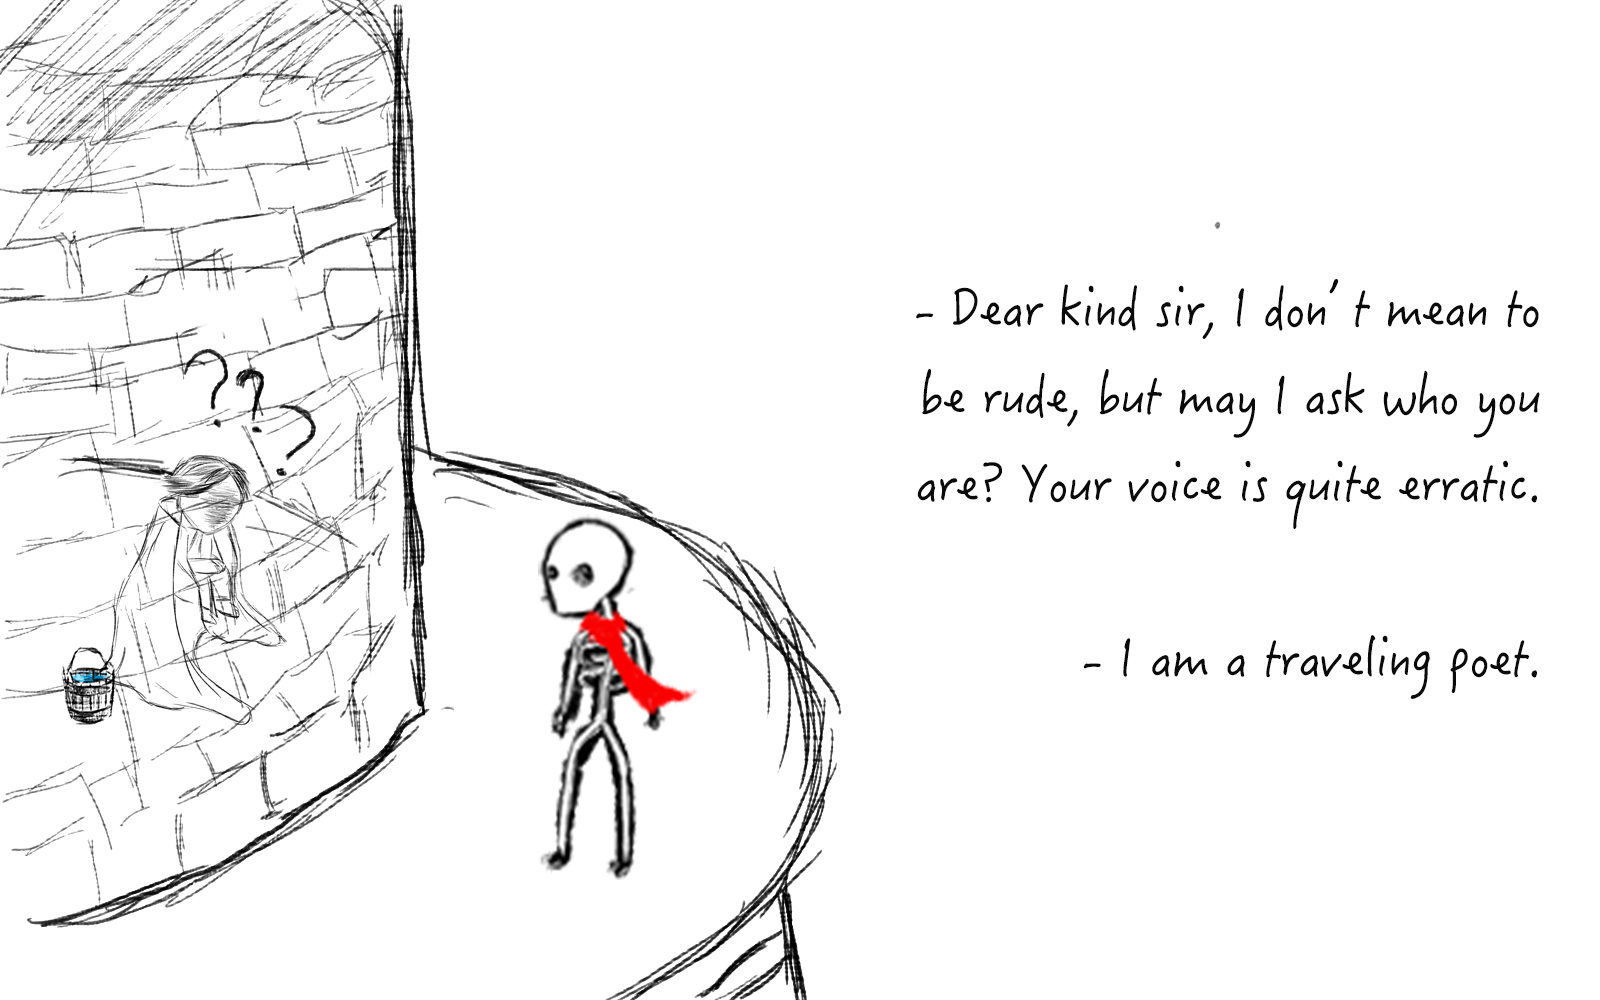 ???
- Dear kind sir, I don't mean to
be rude, but may I ask who you
are? Your voice is quite erratic.
- I am a traveling poet.